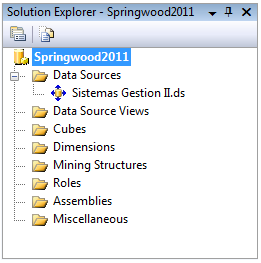 Solution Explorer - Springwood2011
Springwood2011
Data Sources
Sistemas Gestion II.ds
Data Source Views
Cubes
Dimensions
Mining Structures
Roles
Assemblies
Miscellaneous